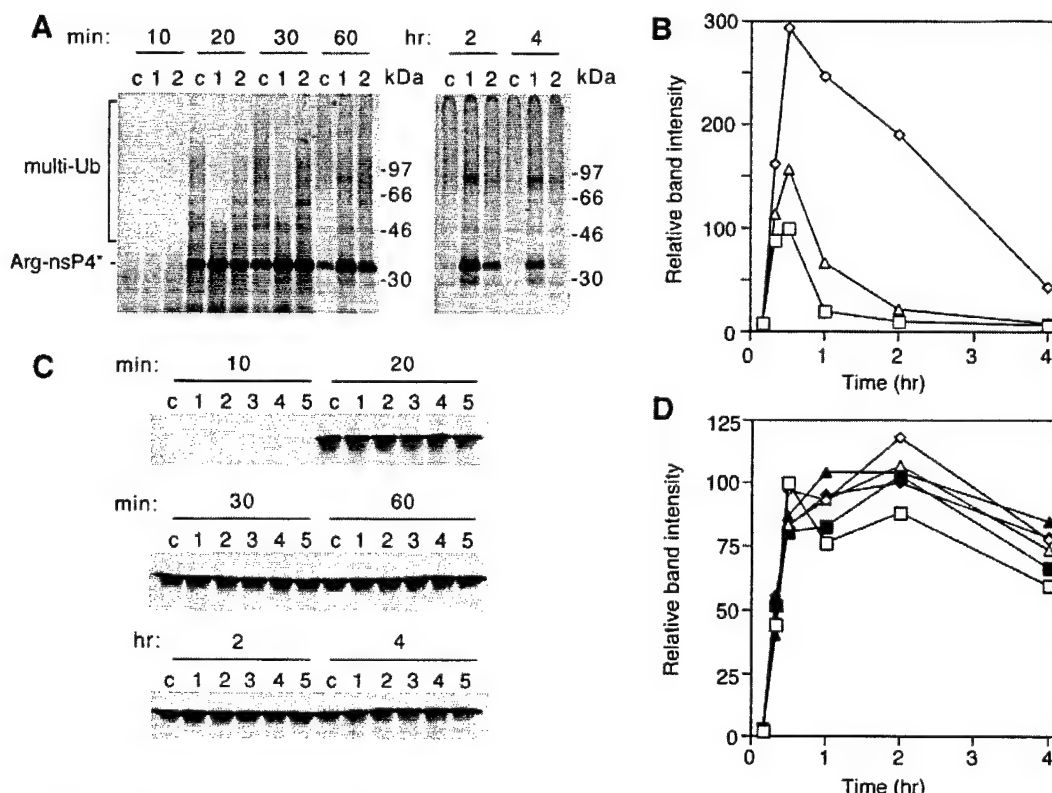 A
min: 10 20 30 60 hr: 2 4
c 1 2 c 1 2 c 1 2 c 1 2 kDa c 1 2 c 1 2 kDa
multi-Ub
-97 -97
-66 -66
-46 -46
Arg-nsP4*
-30 -30
B
Relative band intensity
300
200
100
0
0 1 2 4
Time (hr)
C
min: 10 20
c 1 2 3 4 5 c 1 2 3 4 5
30 60
c 1 2 3 4 5 c 1 2 3 4 5
hr: 2 4
c 1 2 3 4 5 c 1 2 3 4 5
D
Relative band intensity
125
100
75
50
25
0
0 1 2 4
Time (hr)